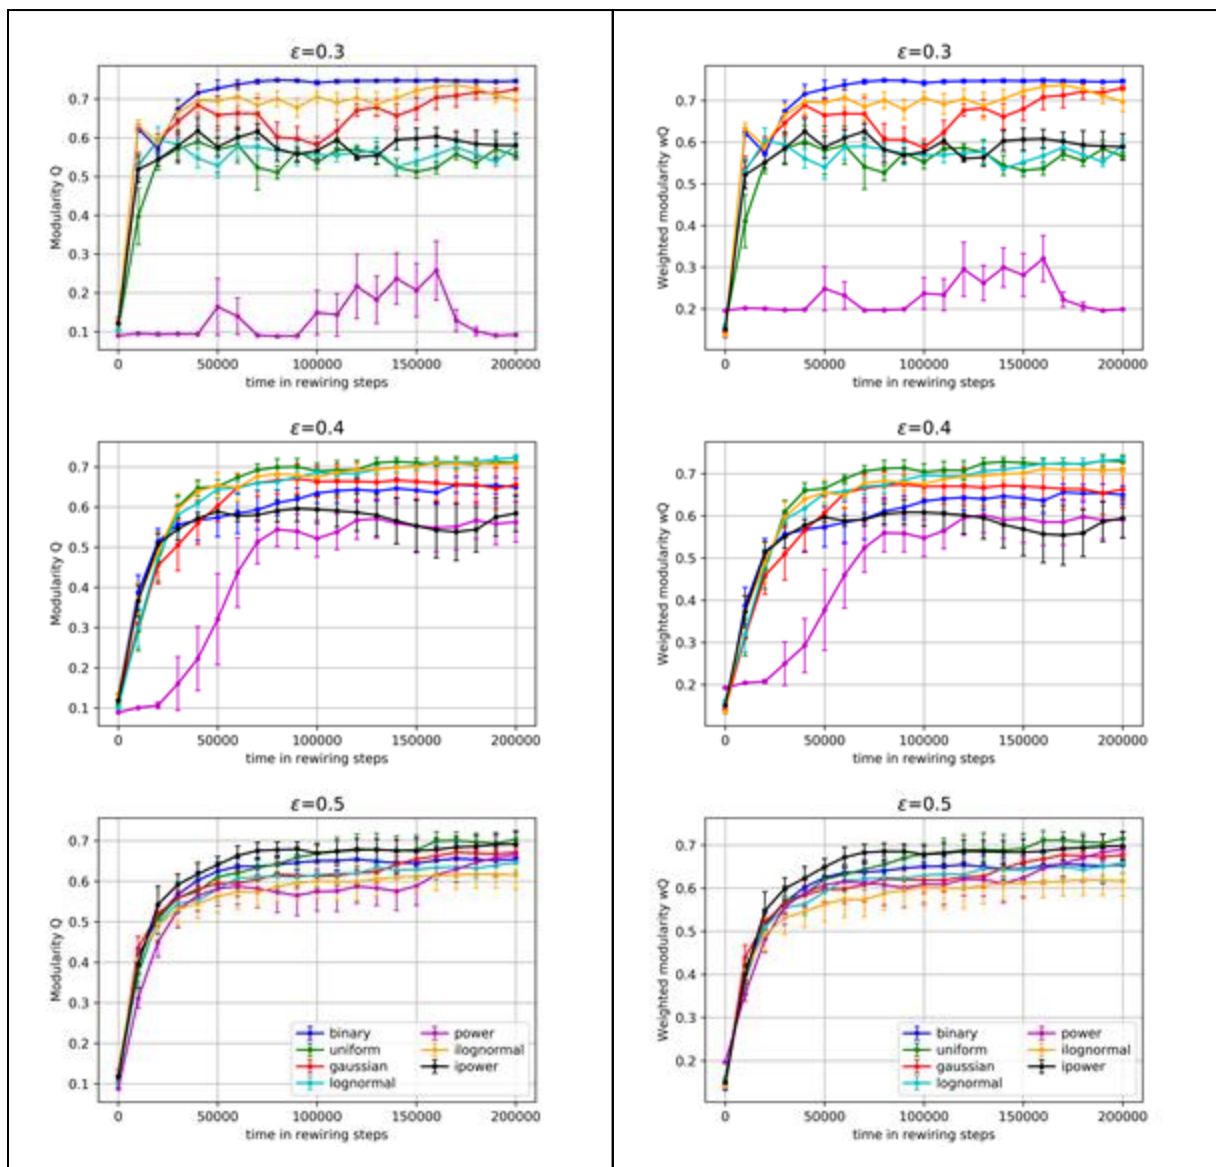 ε=0.3
Modularity Q
0.7
0.6
0.5
0.4
0.3
0.2
0.1
0 50000 100000 150000 200000
time in rewiring steps
ε=0.3
Weighted modularity wQ
0.7
0.6
0.5
0.4
0.3
0.2
0 50000 100000 150000 200000
time in rewiring steps
ε=0.4
Modularity Q
0.7
0.6
0.5
0.4
0.3
0.2
0.1
0 50000 100000 150000 200000
time in rewiring steps
ε=0.4
Weighted modularity wQ
0.7
0.6
0.5
0.4
0.3
0.2
0 50000 100000 150000 200000
time in rewiring steps
ε=0.5
Modularity Q
0.7
0.6
0.5
0.4
0.3
0.2
0.1
binary power
uniform ilognormal
gaussian ipower
lognormal
0 50000 100000 150000 200000
time in rewiring steps
ε=0.5
Weighted modularity wQ
0.7
0.6
0.5
0.4
0.3
0.2
binary power
uniform ilognormal
gaussian ipower
lognormal
0 50000 100000 150000 200000
time in rewiring steps